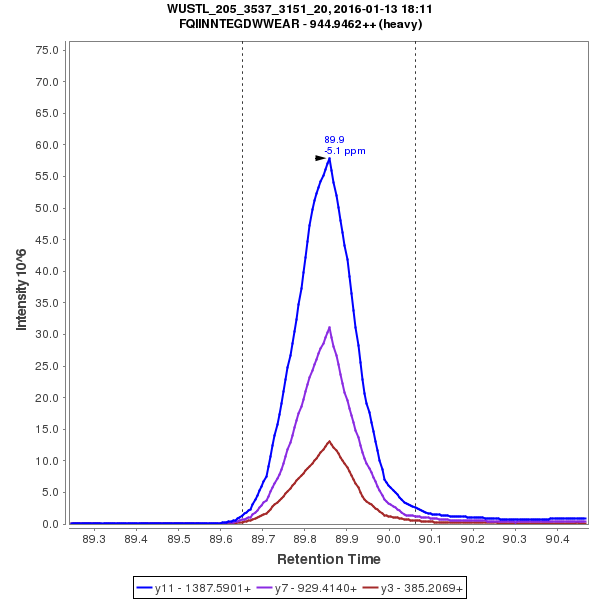 WUSTL_205_3537_3151_20, 2016-01-13 18:11
FQIINNTEGDWWEAR - 944.9462++ (heavy)
75.0
70.0
65.0
60.0
55.0
50.0
45.0
40.0
35.0
30.0
25.0
20.0
15.0
10.0
5.0
0.0
Intensity 10^6
89.9
-5.1 ppm
89.3 89.4 89.5 89.6 89.7 89.8 89.9 90.0 90.1 90.2 90.3 90.4
Retention Time
y11 - 1387.5901+ y7 - 929.4140+ y3 - 385.2069+